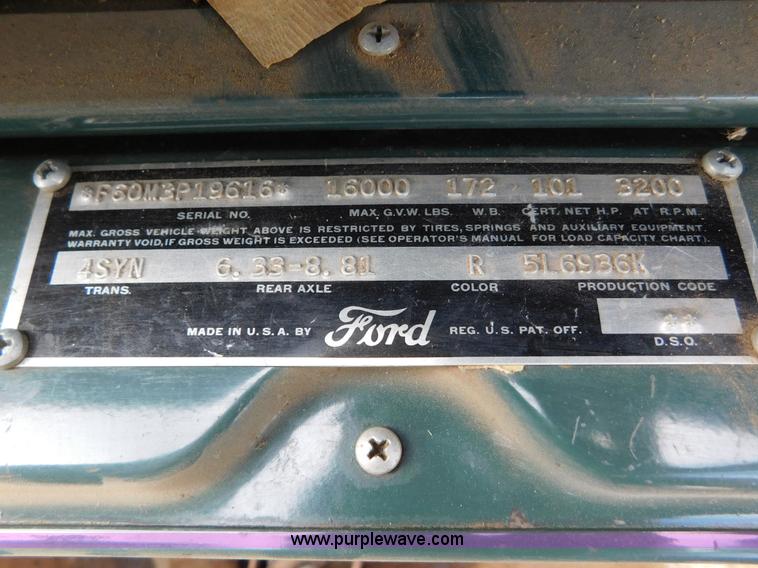 *F60M3P19616* 16000 172 101 3200
SERIAL NO. MAX. G.V.W. LBS. W.B. CERT. NET H.P. AT R.P.M.
MAX. GROSS VEHICLE WEIGHT ABOVE IS RESTRICTED BY TIRES, SPRINGS AND AUXILIARY EQUIPMENT.
WARRANTY VOID, IF GROSS WEIGHT IS EXCEEDED (SEE OPERATOR'S MANUAL FOR LOAD CAPACITY CHART).
4SYN 6.33-8.81 R 5L6936K
TRANS. REAR AXLE COLOR PRODUCTION CODE
MADE IN U.S.A. BY Ford REG. U.S. PAT. OFF.
D.S.O.
www.purplewave.com